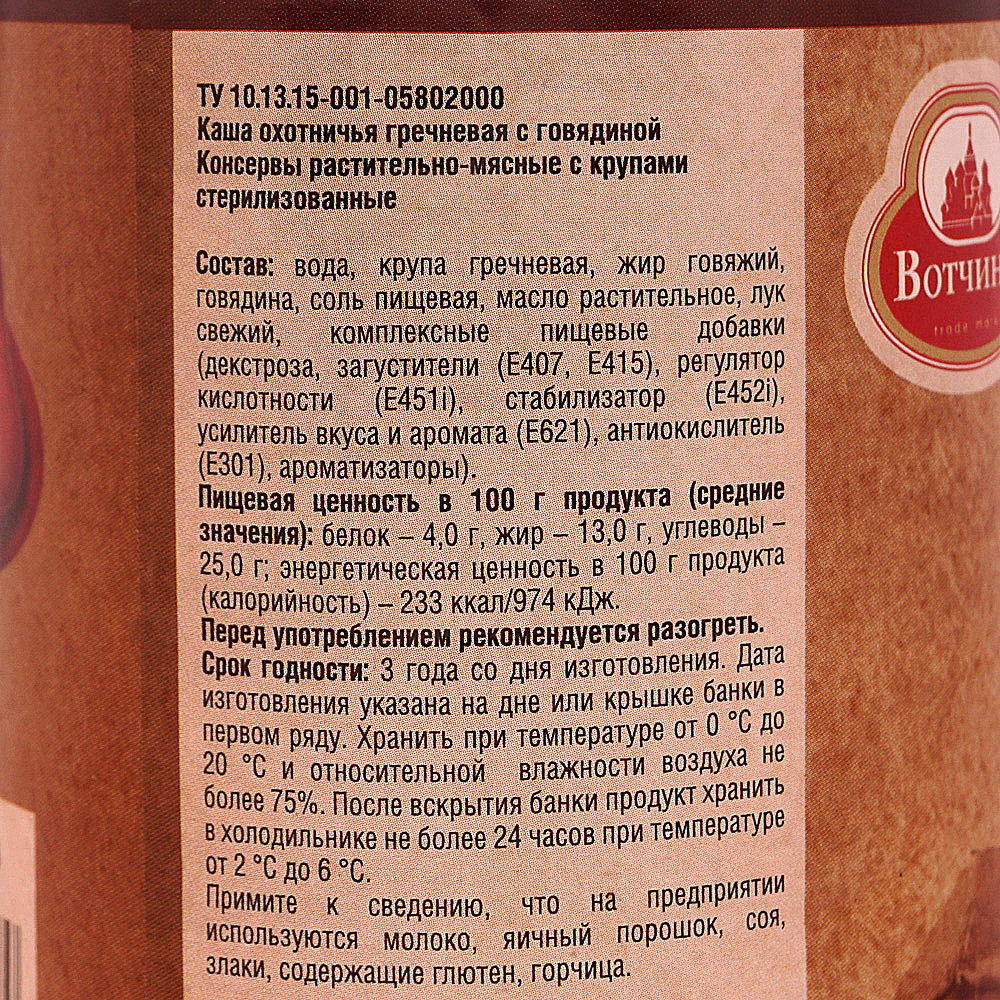 ТУ 10.13.15-001-05802000
Каша охотничья гречневая с говядиной
Консервы растительно-мясные с крупами
стерилизованные
Состав: вода, крупа гречневая, жир говяжий,
говядина, соль пищевая, масло растительное, лук
свежий, комплексные пищевые добавки
(декстроза, загустители (Е407, Е415), регулятор
кислотности (Е451i), стабилизатор (Е452i),
усилитель вкуса и аромата (Е621), антиокислитель
(Е301), ароматизаторы).
Пищевая ценность в 100 г продукта (средние
значения): белок – 4,0 г, жир – 13,0 г, углеводы –
25,0 г; энергетическая ценность в 100 г продукта
(калорийность) – 233 ккал/974 кДж.
Перед употреблением рекомендуется разогреть.
Срок годности: 3 года со дня изготовления. Дата
изготовления указана на дне или крышке банки в
первом ряду. Хранить при температуре от 0 °С до
20 °С и относительной влажности воздуха не
более 75%. После вскрытия банки продукт хранить
в холодильнике не более 24 часов при температуре
от 2 °С до 6 °С.
Примите к сведению, что на предприятии
используются молоко, яичный порошок, соя,
злаки, содержащие глютен, горчица.
Вотчин
trade ma